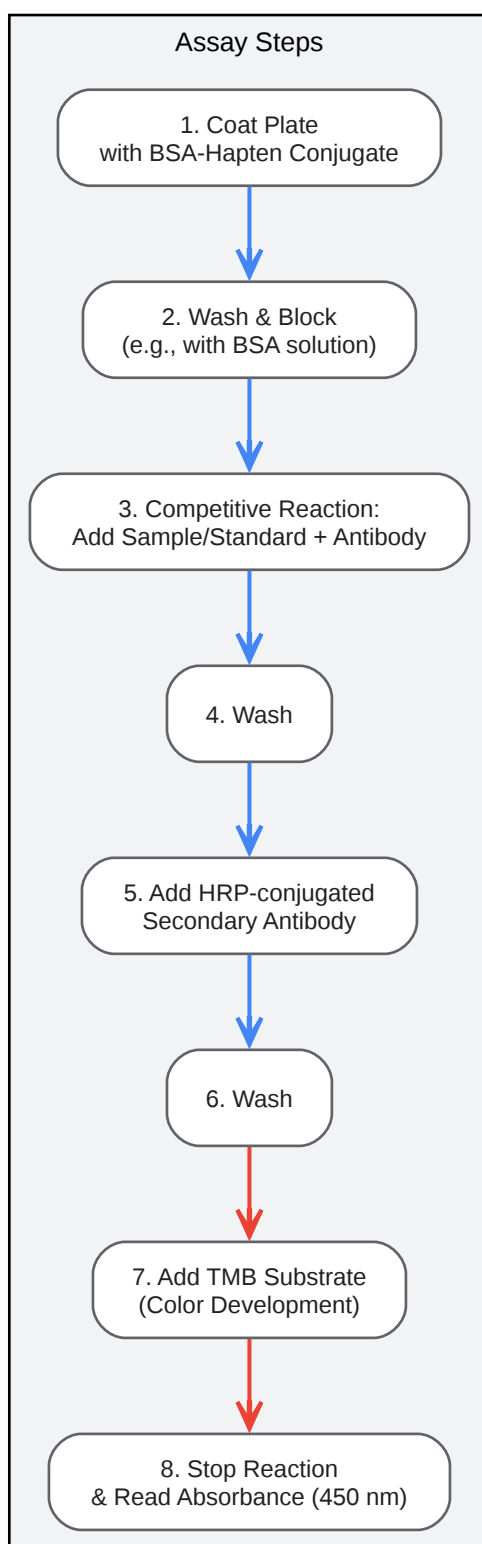 Assay Steps
1. Coat Plate
with BSA-Hapten Conjugate
2. Wash & Block
(e.g., with BSA solution)
3. Competitive Reaction:
Add Sample/Standard + Antibody
4. Wash
5. Add HRP-conjugated
Secondary Antibody
6. Wash
7. Add TMB Substrate
(Color Development)
8. Stop Reaction
& Read Absorbance (450 nm)